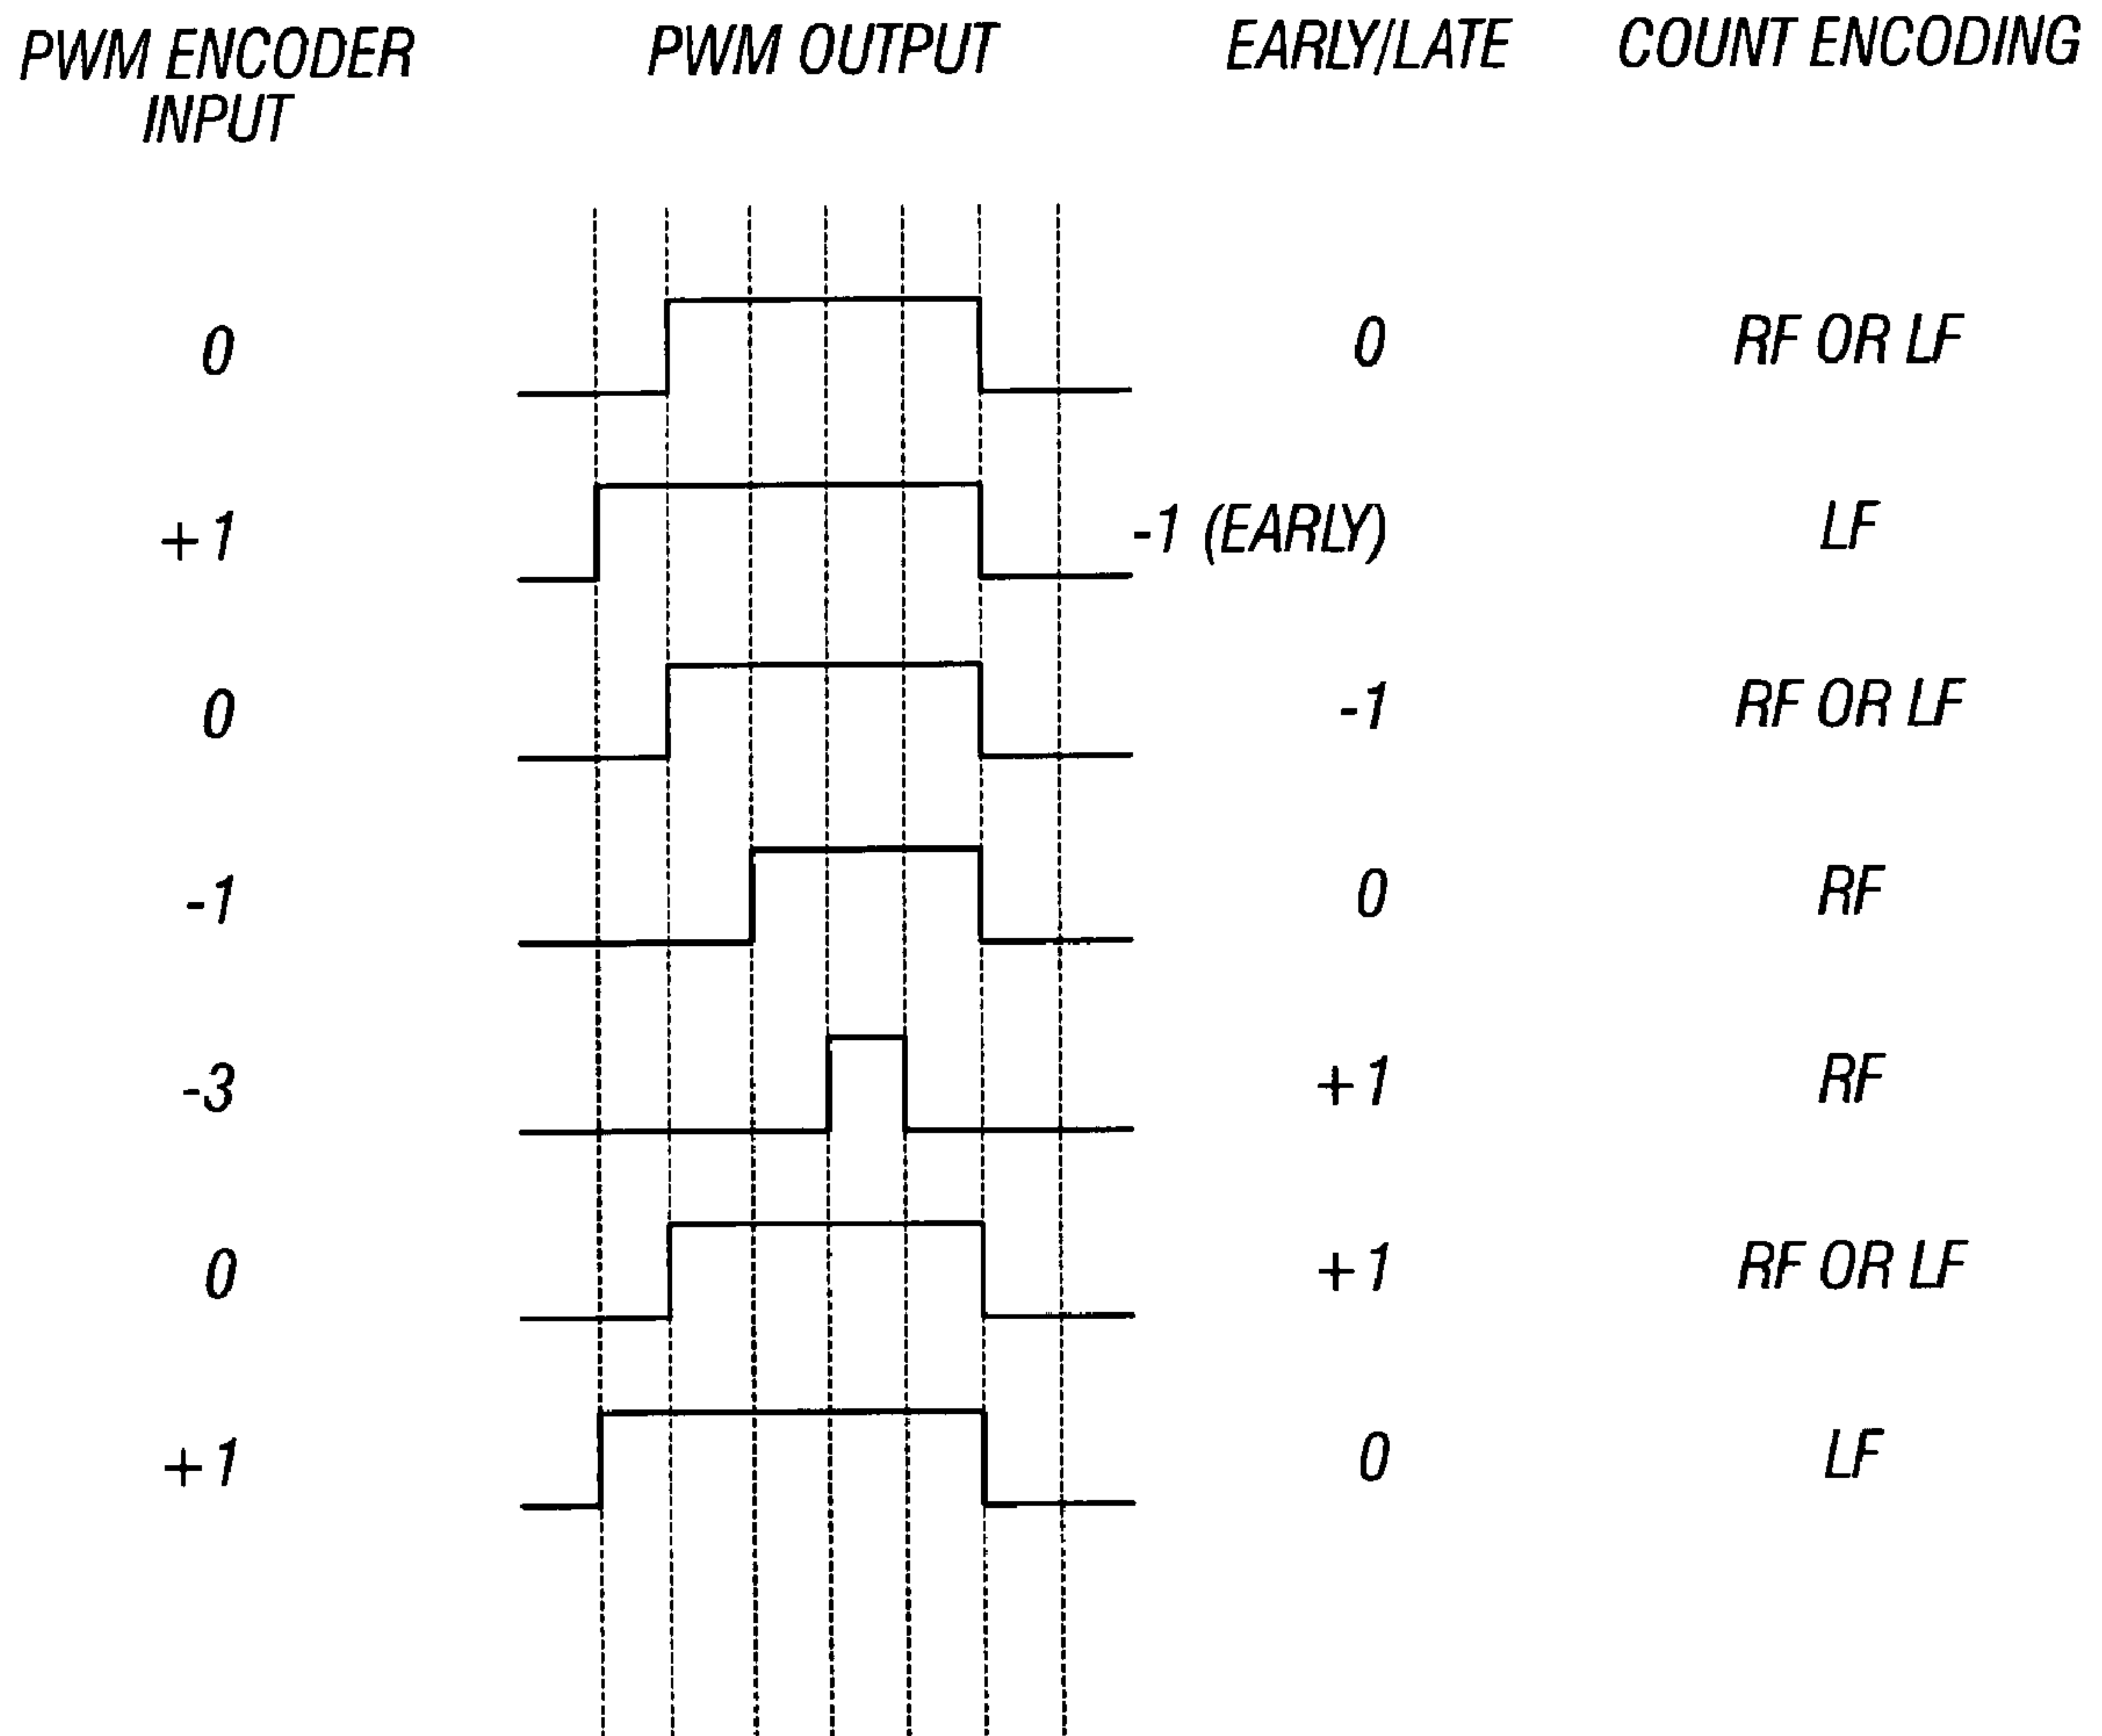 PWM ENCODER INPUT PWM OUTPUT EARLY/LATE COUNT ENCODING
0 0 RF OR LF
+1 -1 (EARLY) LF
0 -1 RF OR LF
-1 0 RF
-3 +1 RF
0 +1 RF OR LF
+1 0 LF